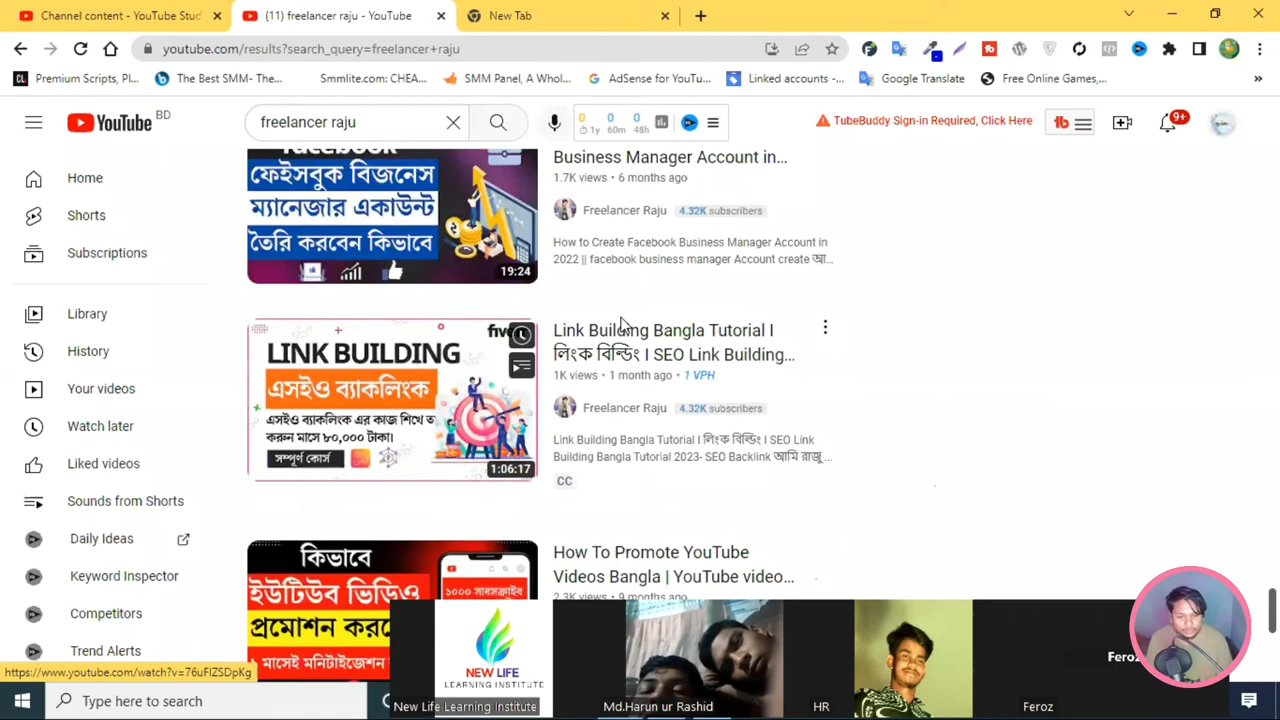 Channel content - YouTube Stud
(11) freelancer raju - YouTube
New Tab
youtube.com/results?search_query=freelancer+raju
Premium Scripts, Pl...
The Best SMM- The...
Smmlite.com: CHEA...
SMM Panel, A Whol...
AdSense for YouTu...
Linked accounts -...
Google Translate
Free Online Games,...
YouTube BD
freelancer raju
0 0 0
1y 60m 48h
TubeBuddy Sign-in Required, Click Here
9+
Home
Shorts
Subscriptions
Library
History
Your videos
Watch later
Liked videos
Sounds from Shorts
Daily Ideas
Keyword Inspector
Competitors
Trend Alerts
ফেইসবুক বিজনেস
ম্যানেজার একাউন্ট
তৈরি করবেন কিভাবে
19:24
Business Manager Account in...
1.7K views • 6 months ago
Freelancer Raju 4.32K subscribers
How to Create Facebook Business Manager Account in
2022 || facebook business manager Account create আ...
LINK BUILDING
এসইও ব্যাকলিংক
এসইও ব্যাকলিংক এর কাজ শিখে
করুন মাসে ৮০,০০০ টাকা।
সম্পূর্ণ কোর্স
1:06:17
Link Building Bangla Tutorial I
লিংক বিল্ডিং I SEO Link Building...
1K views • 1 month ago • 1 VPH
Freelancer Raju 4.32K subscribers
Link Building Bangla Tutorial I লিংক বিল্ডিং I SEO Link
Building Bangla Tutorial 2023- SEO Backlink আমি রাজু ...
CC
কিভাবে
ইউটিউব ভিডিও
প্রমোশন
মাসেই মনিটাইজেশন
How To Promote YouTube
Videos Bangla | YouTube video...
2.3K views • 9 months ago
https://www.youtube.com/watch?v=76uFIZSDpKg
NEW LIFE
LEARNING INSTITUTE
New Life Learning Institute
Md.Harun ur Rashid
HR
Feroz
Feroz
Type here to search